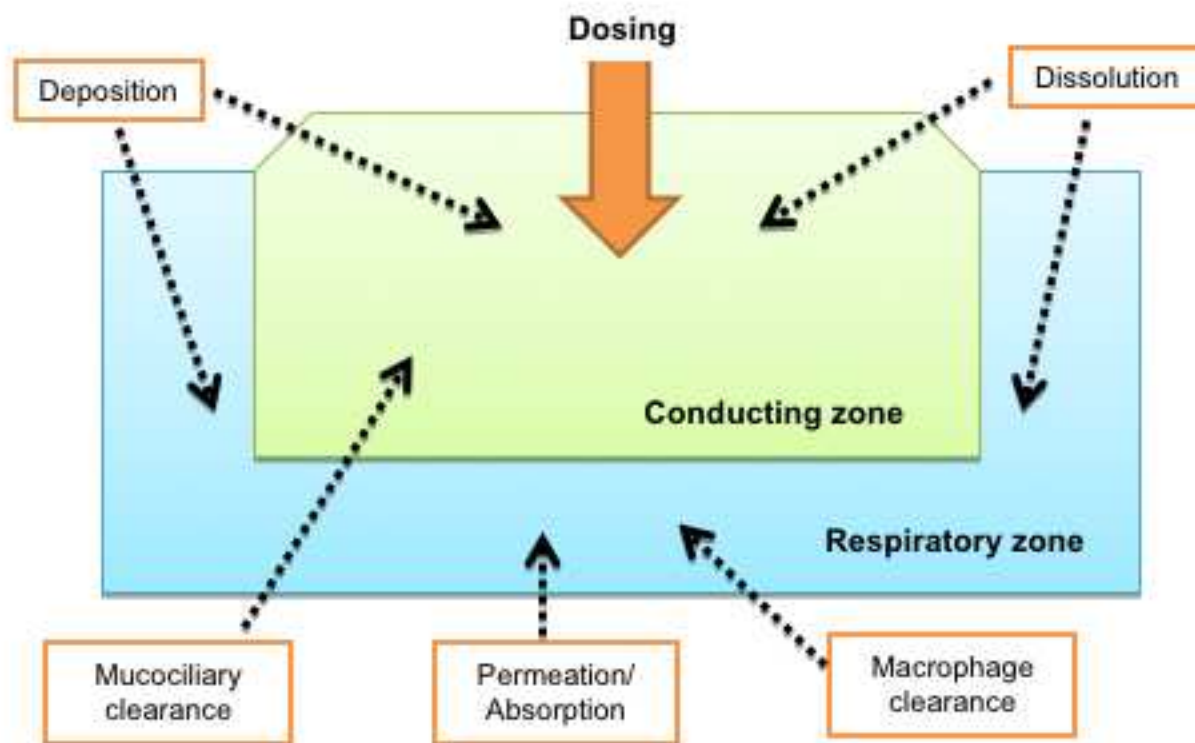 Dosing
Deposition
Dissolution
Conducting zone
Respiratory zone
Mucociliary
clearance
Permeation/
Absorption
Macrophage
clearance